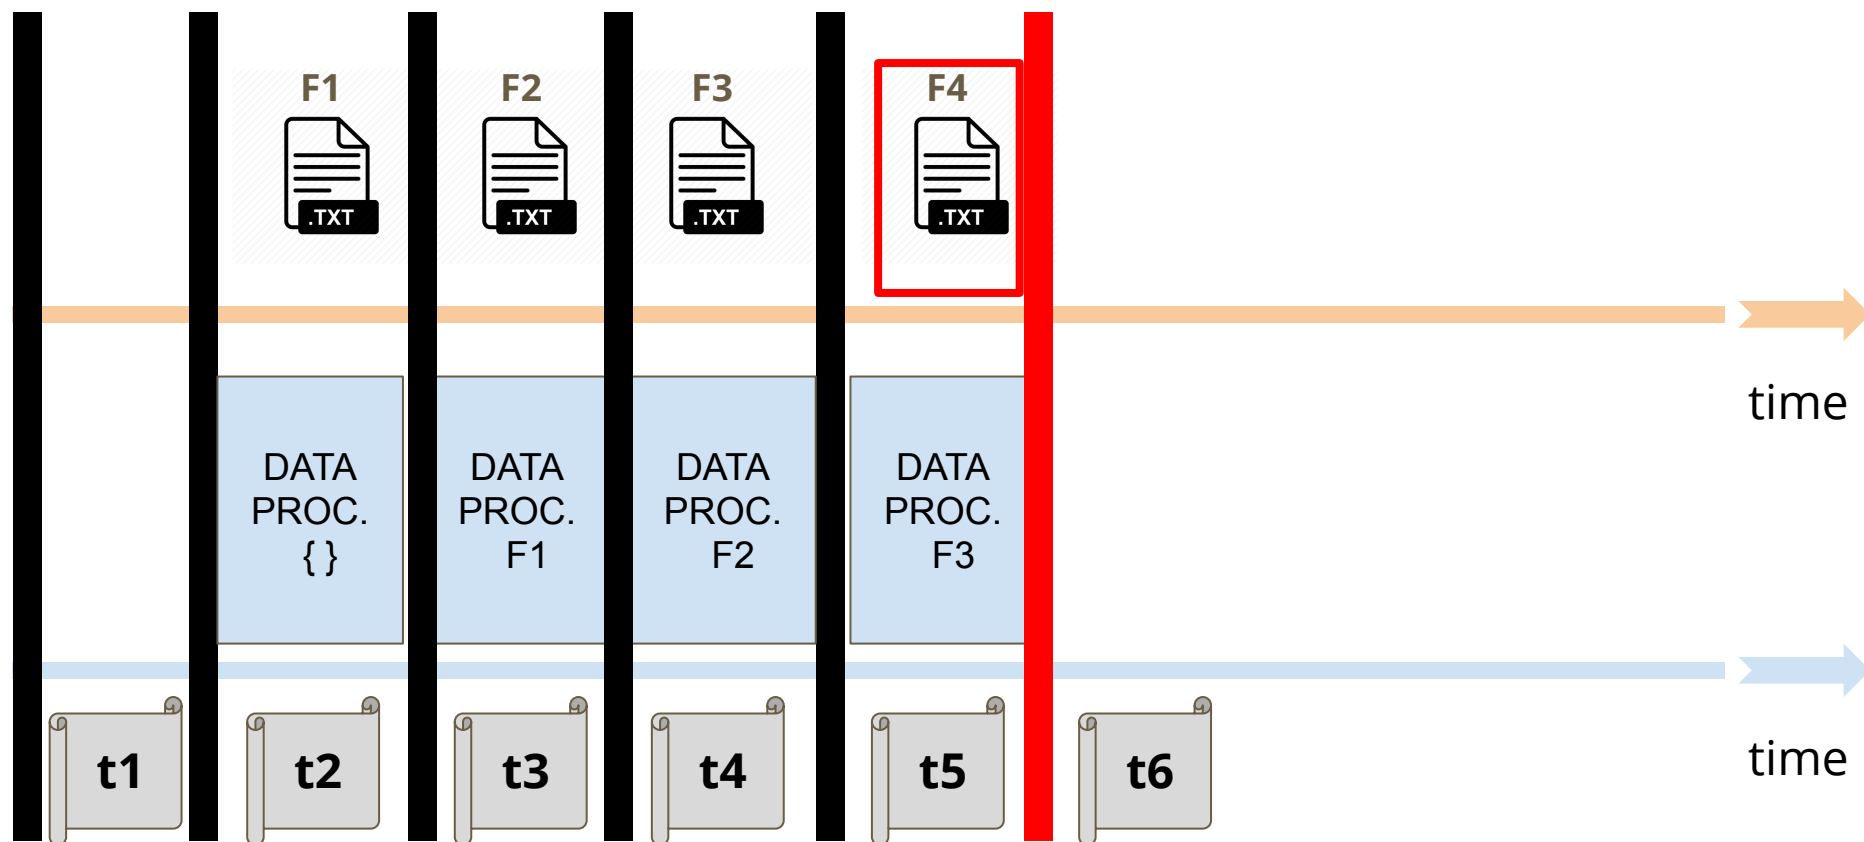 F1
F2
F3
F4
.TXT
.TXT
.TXT
.TXT
time
DATA
PROC.
{ }
DATA
PROC.
F1
DATA
PROC.
F2
DATA
PROC.
F3
time
t1
t2
t3
t4
t5
t6